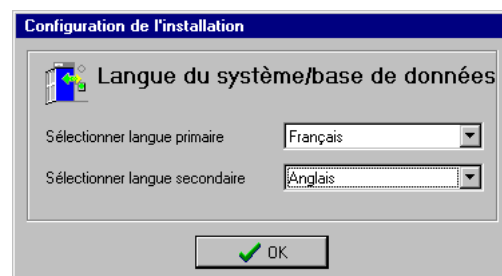 Configuration de l'installation
Langue du système/base de données
Sélectionner langue primaire Français
Sélectionner langue secondaire Anglais
OK